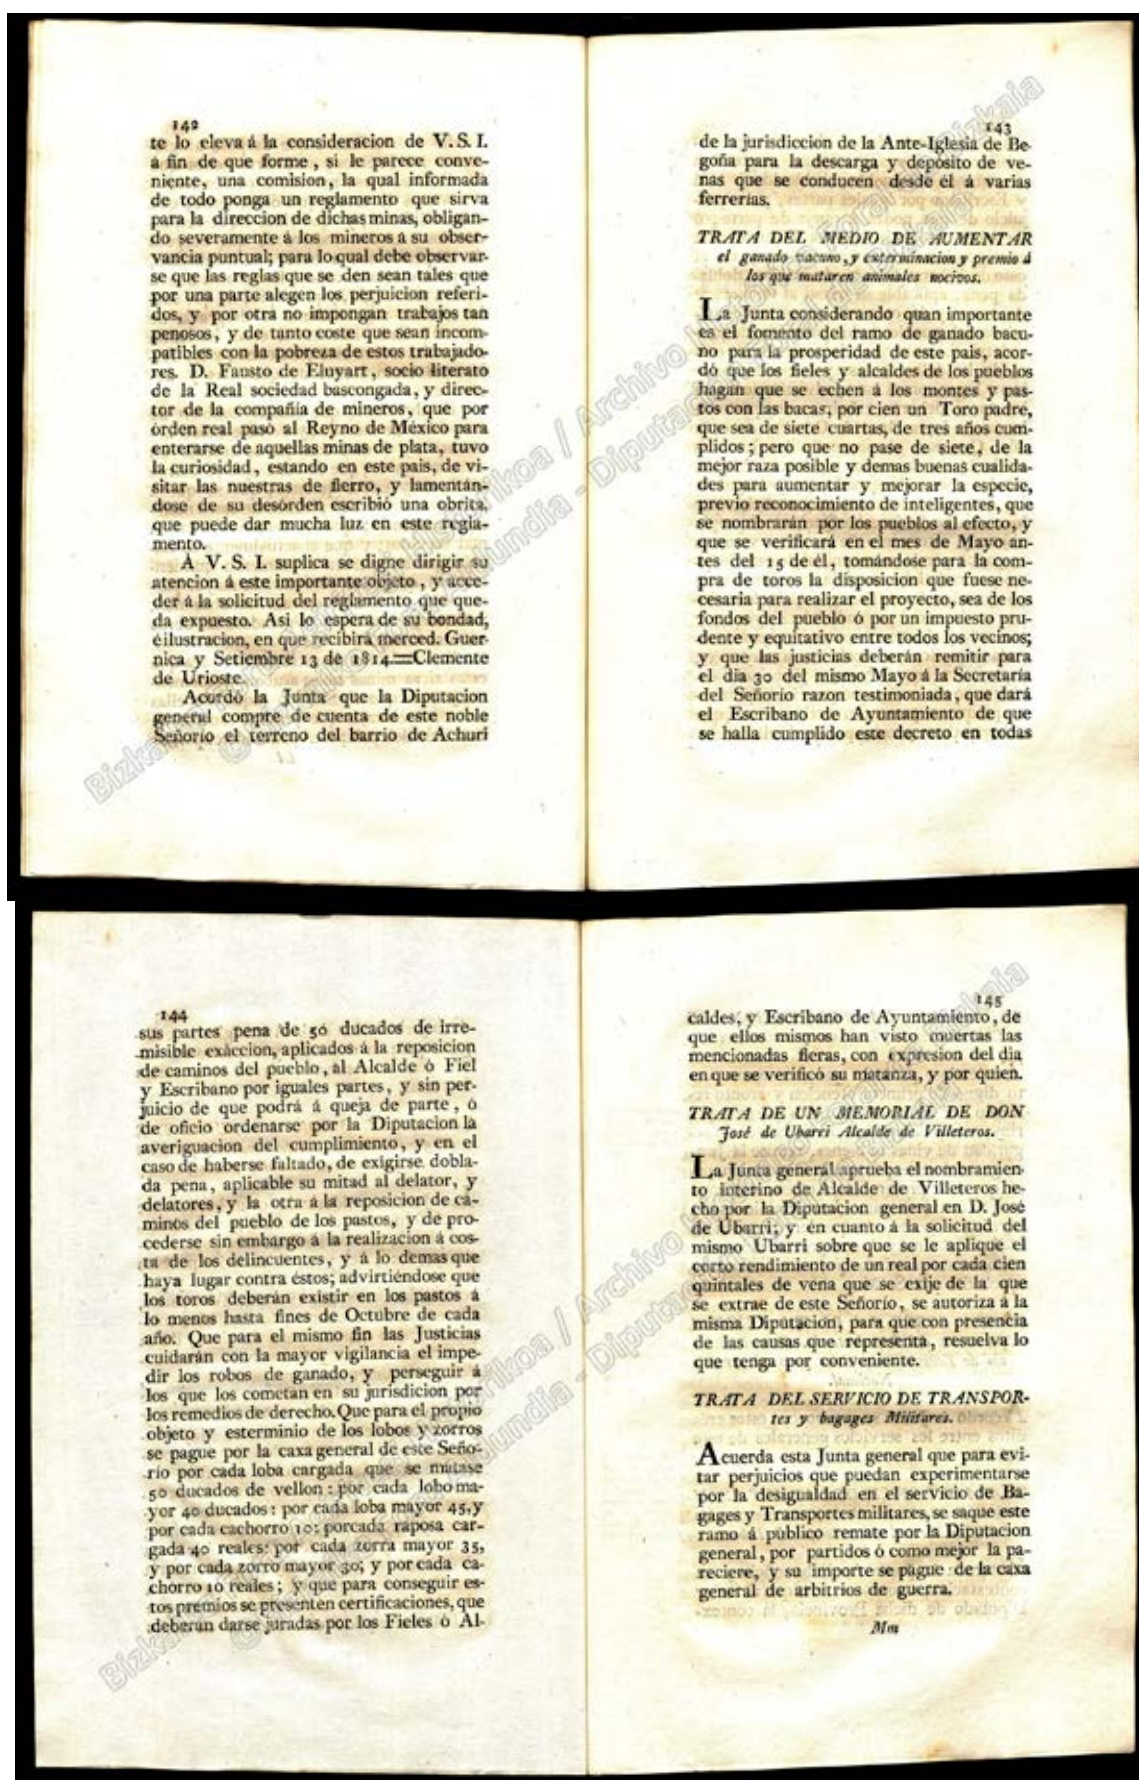 142
te lo eleva á la consideracion de V. S. I.
á fin de que forme, si le parece conve-
niente, una comision, la qual informada
de todo ponga un reglamento que sirva
para la direccion de dichas minas, obligan-
do severamente á los mineros á su obser-
vancia puntual; para lo qual debe observar-
se que las reglas que se den sean tales que
por una parte alegen los perjuicion referi-
dos, y por otra no impongan trabajos tan
penosos, y de tanto coste que sean incom-
patibles con la pobreza de estos trabajado-
res. D. Fausto de Eluyart, socio literato
de la Real sociedad bascongada, y direc-
tor de la compañía de mineros, que por
órden real pasó al Reyno de México para
enterarse de aquellas minas de plata, tuvo
la curiosidad, estando en este pais, de vi-
sitar las nuestras de fierro, y lamentán-
dose de su desórden escribió una obrita,
que puede dar mucha luz en este regla-
mento.
A V. S. I. suplica se digne dirigir su
atencion á este importante objeto, y acce-
der á la solicitud del reglamento que que-
da expuesto. Asi lo espera de su bondad,
é ilustracion, en que recibirá merced. Guer-
nica y Setiembre 13 de 1814.=Clemente
de Urioste.
Acordó la Junta que la Diputacion
general compre de cuenta de este noble
Señorío el terreno del barrio de Achuri
143
de la jurisdiccion de la Ante-Iglesia de Be-
goña para la descarga y depósito de ve-
nas que se conducen desde él á varias
ferrerías.
TRATA DEL MEDIO DE AUMENTAR
el ganado vacuno, y exterminacion y premio á
los que mataren animales nocivos.
La Junta considerando quan importante
es el fomento del ramo de ganado bacu-
no para la prosperidad de este pais, acor-
dó que los fieles y alcaldes de los pueblos
hagan que se echen á los montes y pas-
tos con las bacas, por cien un Toro padre,
que sea de siete cuartas, de tres años cum-
plidos; pero que no pase de siete, de la
mejor raza posible y demas buenas cualida-
des para aumentar y mejorar la especie,
previo reconocimiento de inteligentes, que
se nombrarán por los pueblos al efecto, y
que se verificará en el mes de Mayo an-
tes del 15 de él, tomándose para la com-
pra de toros la disposicion que fuese ne-
cesaria para realizar el proyecto, sea de los
fondos del pueblo ó por un impuesto pru-
dente y equitativo entre todos los vecinos;
y que las justicias deberán remitir para
el dia 30 del mismo Mayo á la Secretaría
del Señorío razon testimoniada, que dará
el Escribano de Ayuntamiento de que
se halla cumplido este decreto en todas
144
sus partes pena de 50 ducados de irre-
misible exâccion, aplicados á la reposicion
de caminos del pueblo, al Alcalde ó Fiel
y Escribano por iguales partes, y sin per-
juicio de que podrá á queja de parte, ó
de oficio ordenarse por la Diputacion la
averiguacion del cumplimiento, y en el
caso de haberse faltado, de exigirse dobla-
da pena, aplicable su mitad al delator, y
delatores, y la otra á la reposicion de ca-
minos del pueblo de los pastos, y de pro-
cederse sin embargo á la realizacion á cos-
ta de los delincuentes, y á lo demas que
haya lugar contra éstos; advirtiéndose que
los toros deberán existir en los pastos á
lo menos hasta fines de Octubre de cada
año. Que para el mismo fin las Justicias
cuidarán con la mayor vigilancia el impe-
dir los robos de ganado, y perseguir á
los que los cometan en su jurisdicion por
los remedios de derecho. Que para el propio
objeto y esterminio de los lobos y zorros
se pague por la caxa general de este Seño-
río por cada loba cargada que se matase
50 ducados de vellon: por cada lobo ma-
yor 40 ducados: por cada loba mayor 45, y
por cada cachorro 10: por cada raposa car-
gada 40 reales: por cada zorra mayor 35,
y por cada zorro mayor 30; y por cada ca-
chorro 10 reales; y que para conseguir es-
tos premios se presenten certificaciones, que
deberán darse juradas por los Fieles ó Al-
145
caldes, y Escribano de Ayuntamiento, de
que ellos mismos han visto muertas las
mencionadas fieras, con expresion del dia
en que se verificó su matanza, y por quien.
TRATA DE UN MEMORIAL DE DON
José de Ubarri Alcalde de Villeteros.
La Junta general aprueba el nombramien-
to interino de Alcalde de Villeteros he-
cho por la Diputacion general en D. José
de Ubarri; y en cuanto á la solicitud del
mismo Ubarri sobre que se le aplique el
corto rendimiento de un real por cada cien
quintales de vena que se exije de la que
se extrae de este Señorío, se autoriza á la
misma Diputacion, para que con presencia
de las causas que representa, resuelva lo
que tenga por conveniente.
TRATA DEL SERVICIO DE TRANSPOR-
tes y bagages Militares.
Acuerda esta Junta general que para evi-
tar perjuicios que puedan experimentarse
por la desigualdad en el servicio de Ba-
gages y Transportes militares, se saque este
ramo á público remate por la Diputacion
general, por partidos ó como mejor la pa-
reciere, y su importe se pague de la caxa
general de arbitrios de guerra.
Mm